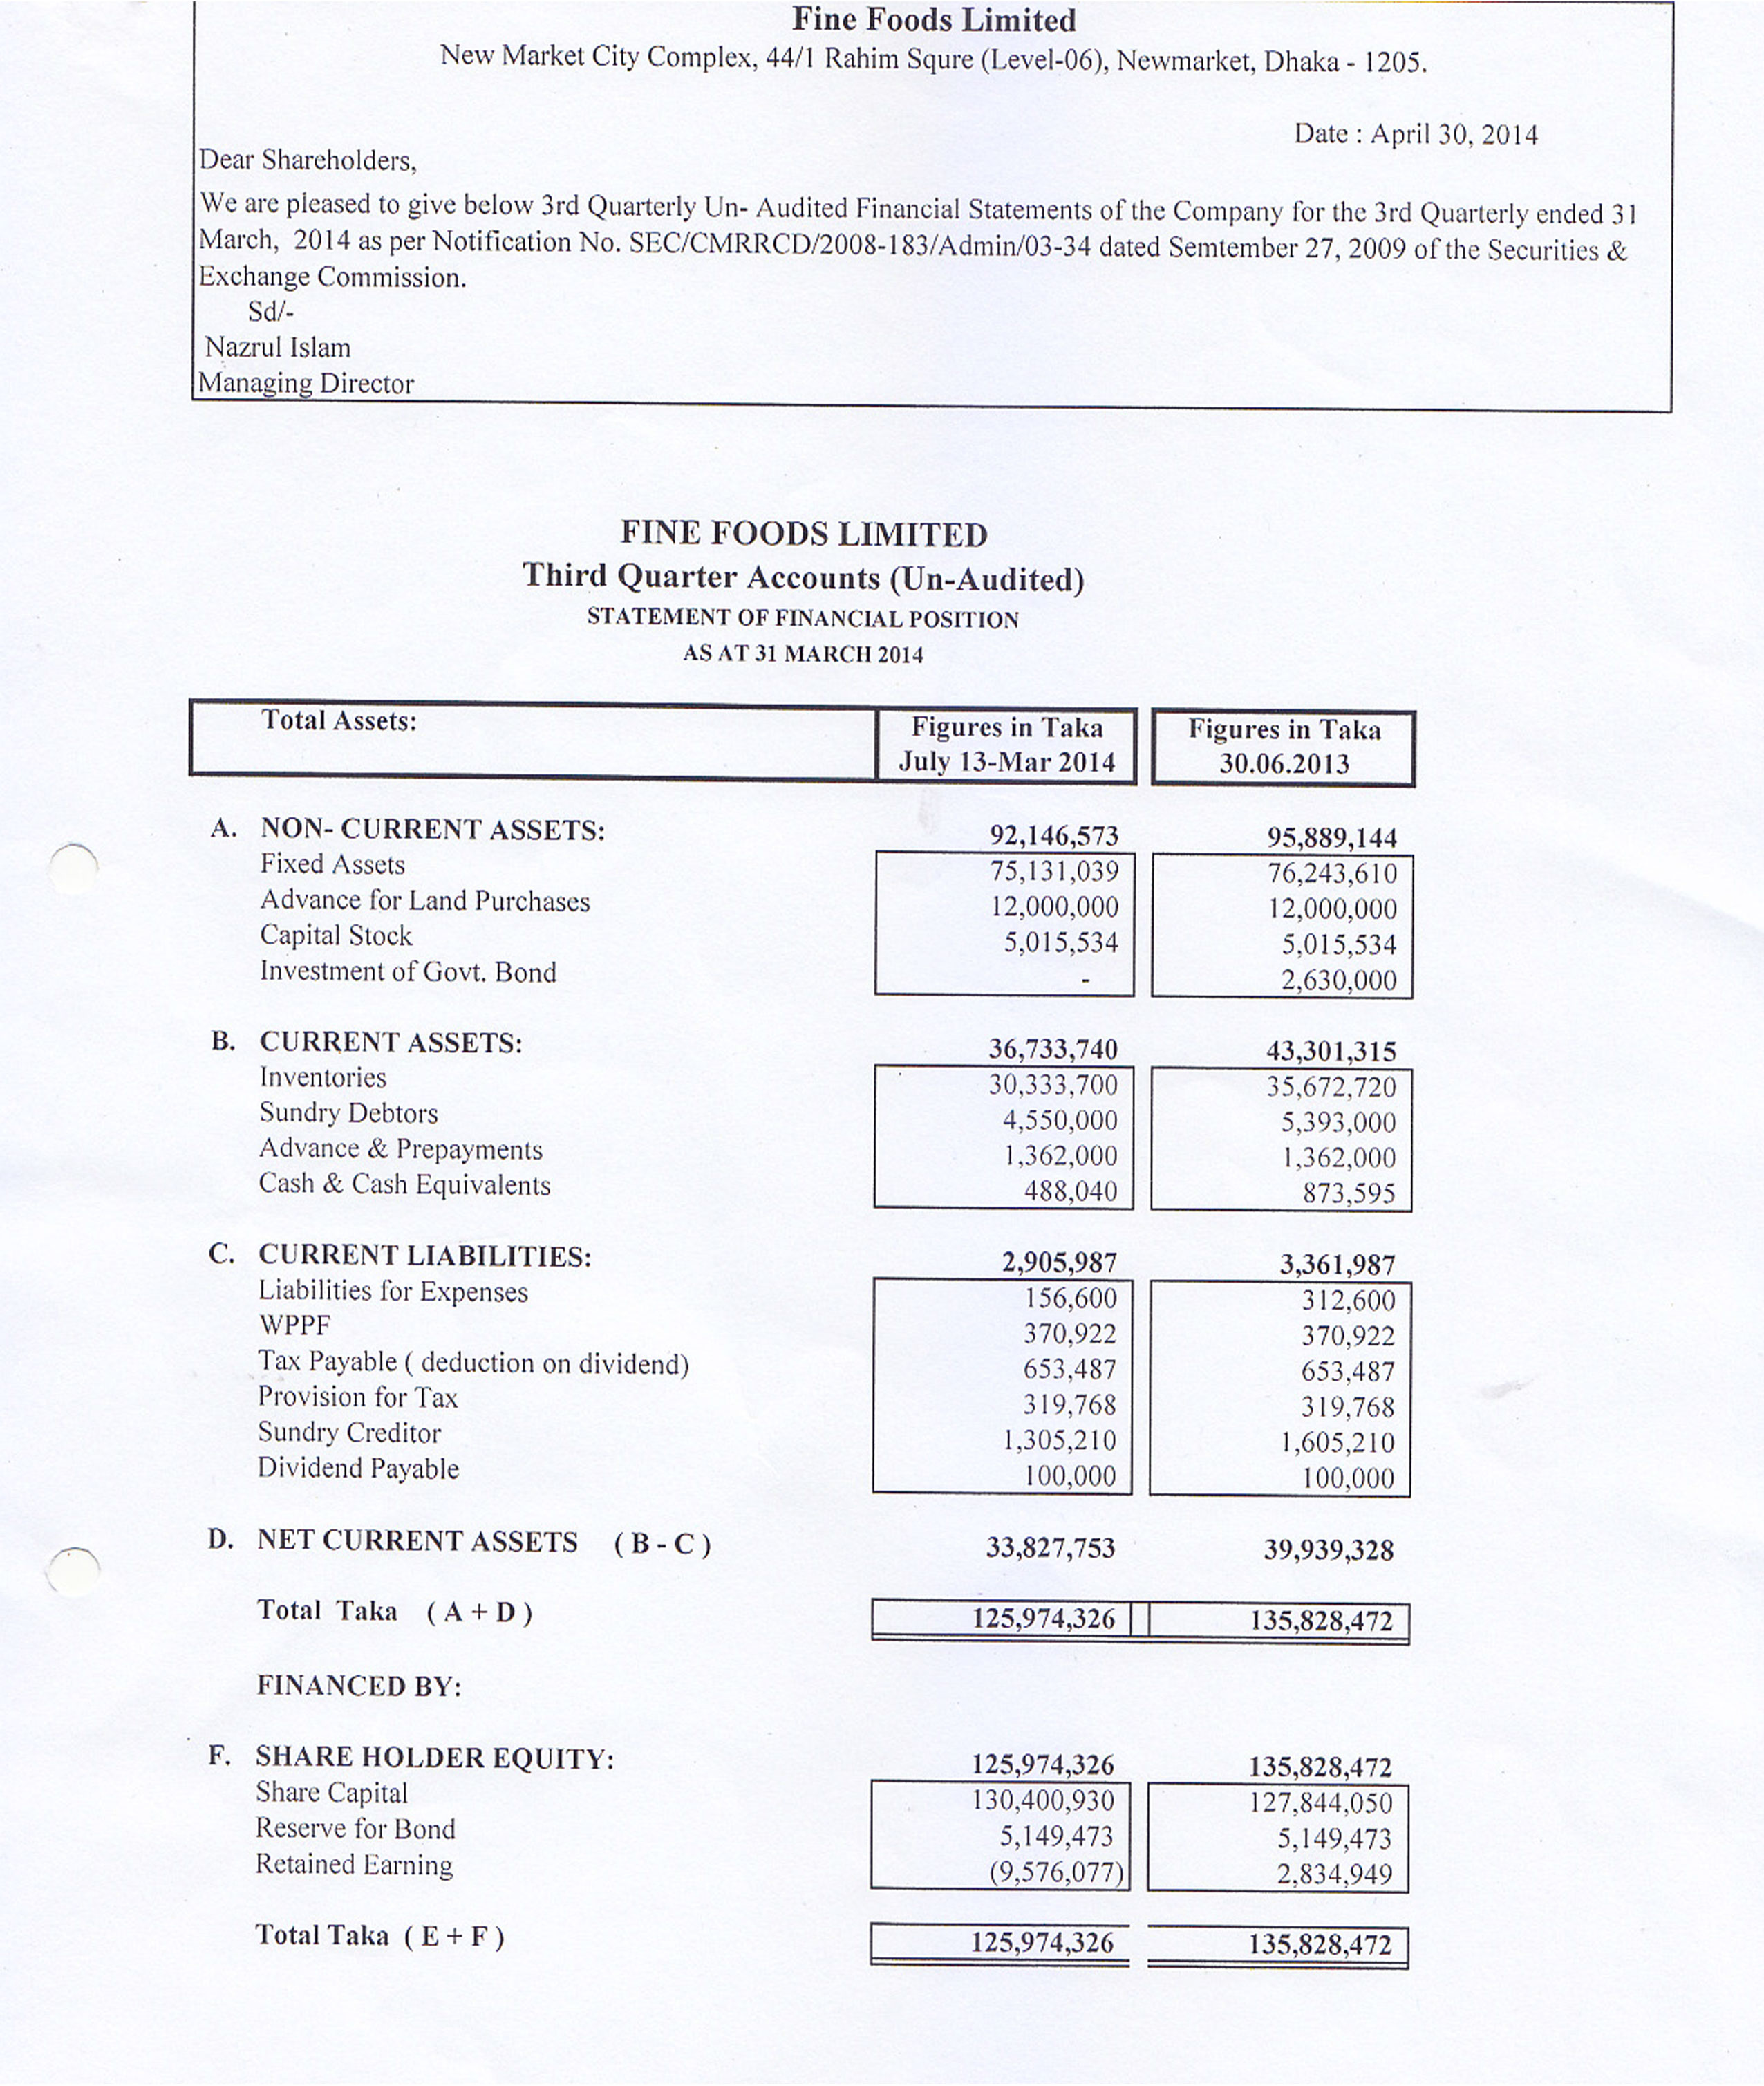 Fine Foods Limited
New Market City Complex, 44/1 Rahim Squre (Level-06), Newmarket, Dhaka - 1205.
Date : April 30, 2014
Dear Shareholders,
We are pleased to give below 3rd Quarterly Un- Audited Financial Statements of the Company for the 3rd Quarterly ended 31
March, 2014 as per Notification No. SEC/CMRRCD/2008-183/Admin/03-34 dated Semtember 27, 2009 of the Securities &
Exchange Commission.
Sd/-
Nazrul Islam
Managing Director
FINE FOODS LIMITED
Third Quarter Accounts (Un-Audited)
STATEMENT OF FINANCIAL POSITION
AS AT 31 MARCH 2014
Total Assets: Figures in Taka Figures in Taka
July 13-Mar 2014 30.06.2013
A. NON- CURRENT ASSETS: 92,146,573 95,889,144
Fixed Assets 75,131,039 76,243,610
Advance for Land Purchases 12,000,000 12,000,000
Capital Stock 5,015,534 5,015,534
Investment of Govt. Bond - 2,630,000
B. CURRENT ASSETS: 36,733,740 43,301,315
Inventories 30,333,700 35,672,720
Sundry Debtors 4,550,000 5,393,000
Advance & Prepayments 1,362,000 1,362,000
Cash & Cash Equivalents 488,040 873,595
C. CURRENT LIABILITIES: 2,905,987 3,361,987
Liabilities for Expenses 156,600 312,600
WPPF 370,922 370,922
Tax Payable ( deduction on dividend) 653,487 653,487
Provision for Tax 319,768 319,768
Sundry Creditor 1,305,210 1,605,210
Dividend Payable 100,000 100,000
D. NET CURRENT ASSETS ( B - C ) 33,827,753 39,939,328
Total Taka ( A + D ) 125,974,326 135,828,472
FINANCED BY:
F. SHARE HOLDER EQUITY: 125,974,326 135,828,472
Share Capital 130,400,930 127,844,050
Reserve for Bond 5,149,473 5,149,473
Retained Earning (9,576,077) 2,834,949
Total Taka ( E + F ) 125,974,326 135,828,472